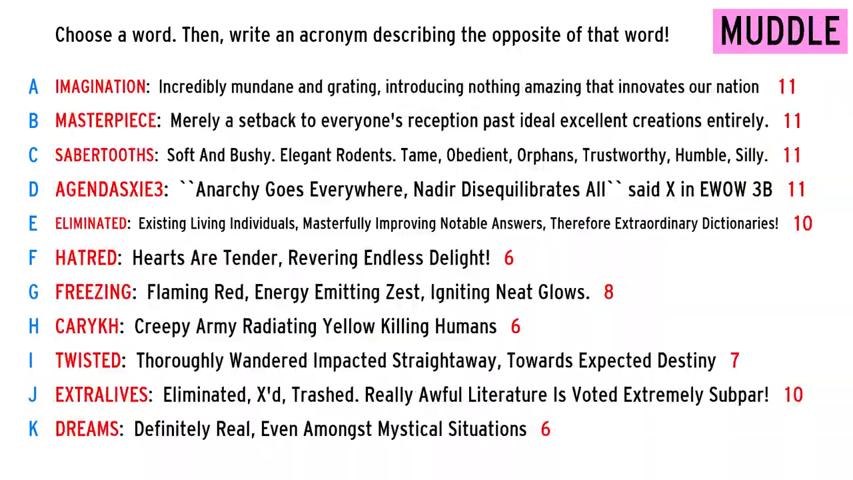 Choose a word. Then, write an acronym describing the opposite of that word! MUDDLE
A IMAGINATION: Incredibly mundane and grating, introducing nothing amazing that innovates our nation 11
B MASTERPIECE: Merely a setback to everyone's reception past ideal excellent creations entirely. 11
C SABERTOOTHS: Soft And Bushy. Elegant Rodents. Tame, Obedient, Orphans, Trustworthy, Humble, Silly. 11
D AGENDASXIE3: ``Anarchy Goes Everywhere, Nadir Disequilibrates All`` said X in EWOW 3B 11
E ELIMINATED: Existing Living Individuals, Masterfully Improving Notable Answers, Therefore Extraordinary Dictionaries! 10
F HATRED: Hearts Are Tender, Revering Endless Delight! 6
G FREEZING: Flaming Red, Energy Emitting Zest, Igniting Neat Glows. 8
H CARYKH: Creepy Army Radiating Yellow Killing Humans 6
I TWISTED: Thoroughly Wandered Impacted Straightaway, Towards Expected Destiny 7
J EXTRALIVES: Eliminated, X'd, Trashed. Really Awful Literature Is Voted Extremely Subpar! 10
K DREAMS: Definitely Real, Even Amongst Mystical Situations 6